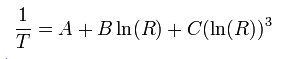 1/T = A + B ln(R) + C(ln(R))³